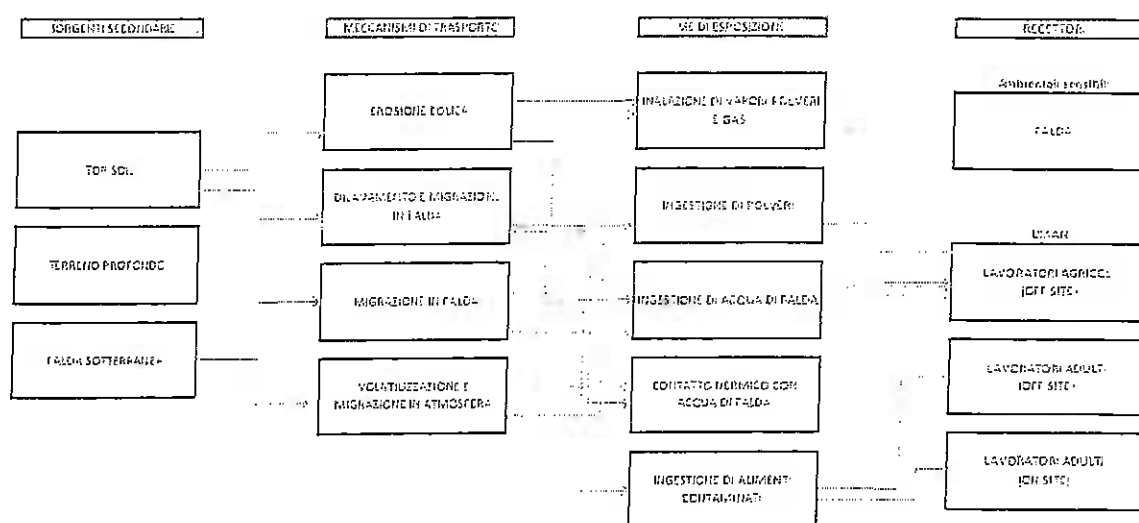 SORGENTI SECONDARIE
MECCANISMI DI TRASPORTO
VIE DI ESPOSIZIONE
RECETTORI
EROSIONE EOLICA
INALAZIONE DI VAPORI POLVERI
E GAS
Ambientali sensibili
FALDA
TOP SOIL
DILAVAMENTO E MIGRAZIONE
IN FALDA
INGESTIONE DI POLVERI
UMANI
TERRENO PROFONDO
MIGRAZIONE IN FALDA
INGESTIONE DI ACQUA DI FALDA
LAVORATORI AGRICOL
(OFF SITE)
FALDA SOTTERRANEA
VOLATILIZZAZIONE E
MIGRAZIONE IN ATMOSFERA
CONTATTO DERMICO CON
ACQUA DI FALDA
LAVORATORI ADULTI
(OFF SITE)
INGESTIONE DI ALIMENTI
CONTAMINATI
LAVORATORI ADULTI
(ON SITE)